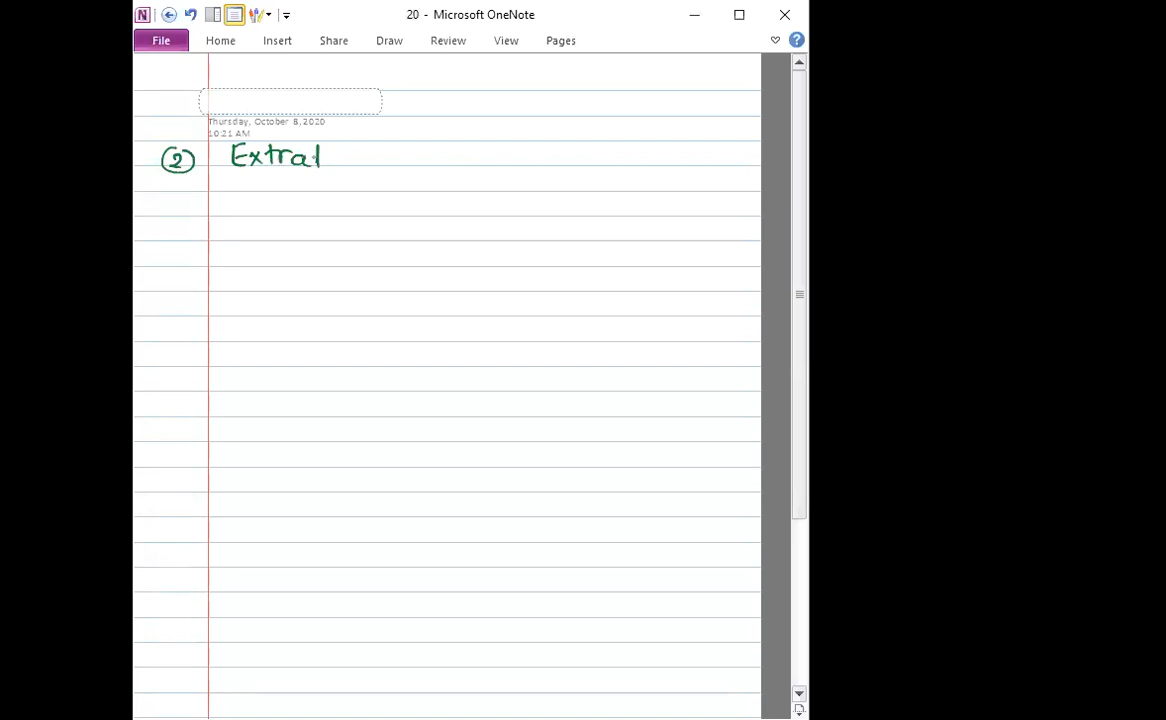 20 - Microsoft OneNote
File Home Insert Share Draw Review View Pages
Thursday, October 8, 2020
10:21 AM
② Extral